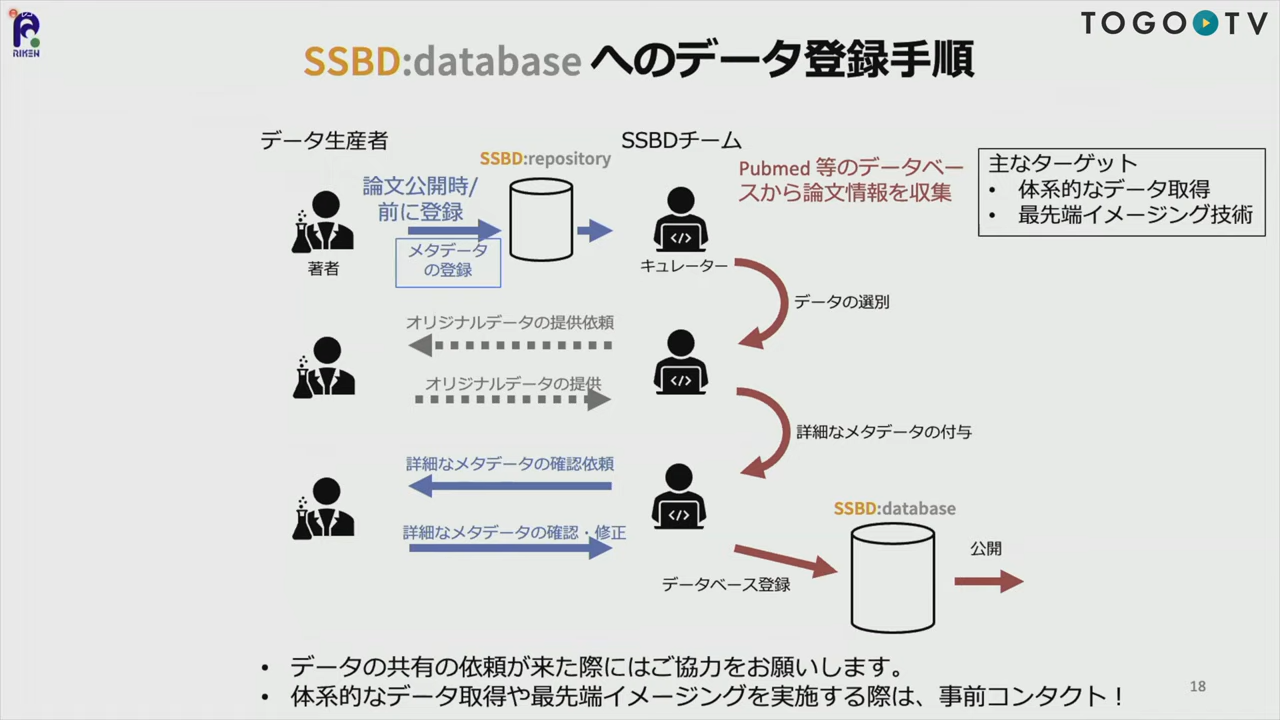 RIKEN
TOGO TV
SSBD:database へのデータ登録手順
データ生産者
SSBDチーム
SSBD:repository
論文公開時/
前に登録
メタデータ
の登録
著者
キュレーター
Pubmed 等のデータベー
スから論文情報を収集
主なターゲット
• 体系的なデータ取得
• 最先端イメージング技術
データの選別
オリジナルデータの提供依頼
オリジナルデータの提供
詳細なメタデータの付与
詳細なメタデータの確認依頼
詳細なメタデータの確認・修正
SSBD:database
データベース登録
公開
• データの共有の依頼が来た際にはご協力をお願いします。
• 体系的なデータ取得や最先端イメージングを実施する際は、事前コンタクト！
18